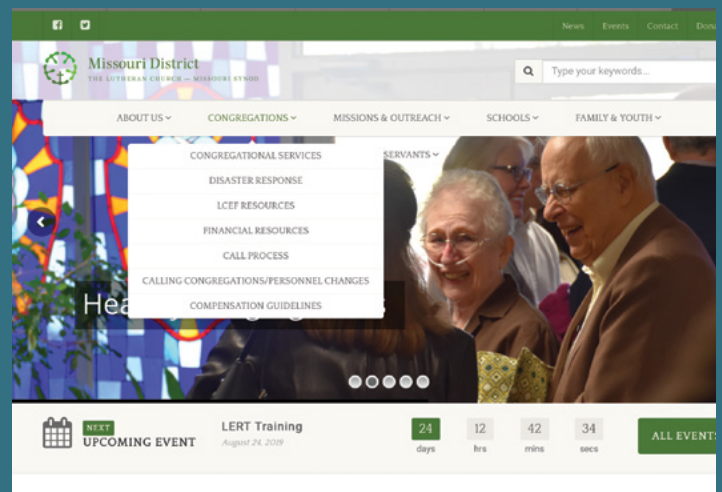 News Events Contact
Missouri District
THE LUTHERAN CHURCH — MISSOURI SYNOD
Type your keywords...
ABOUT US CONGREGATIONS MISSIONS & OUTREACH SCHOOLS FAMILY & YOUTH
SERVANTS
CONGREGATIONAL SERVICES
DISASTER RESPONSE
LCEF RESOURCES
FINANCIAL RESOURCES
CALL PROCESS
CALLING CONGREGATIONS/PERSONNEL CHANGES
COMPENSATION GUIDELINES
NEXT
UPCOMING EVENT
LERT Training
August 24, 2019
24 12 42 34
days hrs mins secs
ALL EVENTS